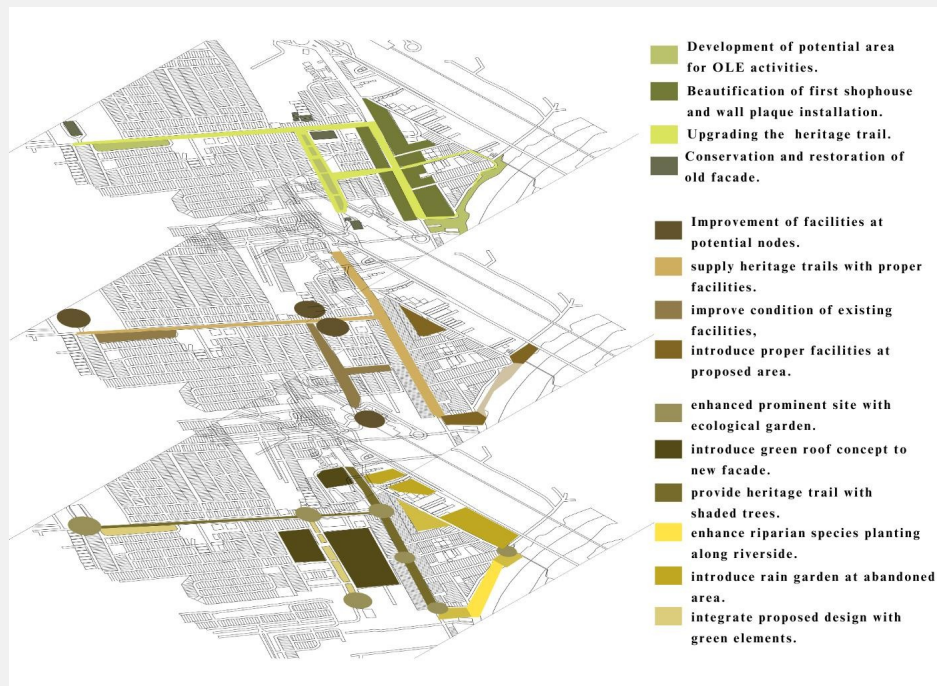 Development of potential area
for OLE activities.
Beautification of first shophouse
and wall plaque installation.
Upgrading the heritage trail.
Conservation and restoration of
old facade.
Improvement of facilities at
potential nodes.
supply heritage trails with proper
facilities.
improve condition of existing
facilities,
introduce proper facilities at
proposed area.
enhanced prominent site with
ecological garden.
introduce green roof concept to
new facade.
provide heritage trail with
shaded trees.
enhance riparian species planting
along riverside.
introduce rain garden at abandoned
area.
integrate proposed design with
green elements.